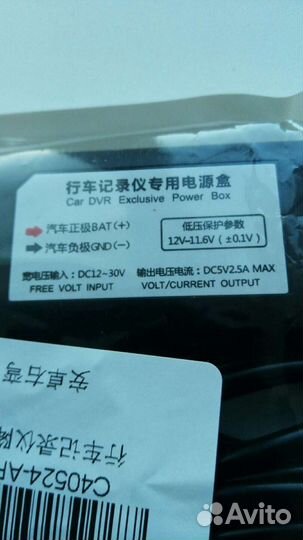 行车记录仪专用电源盒
Car DVR Exclusive Power Box
汽车正极BAT(+)
汽车负极GND(−)
低压保护参数
12V-11.6V (±0.1V)
宽电压输入：DC12~30V
FREE VOLT INPUT
输出电压电流：DC5V2.5A MAX
VOLT/CURRENT OUTPUT
安卓右弯
行车记录仪降
C40524-AR
Avito